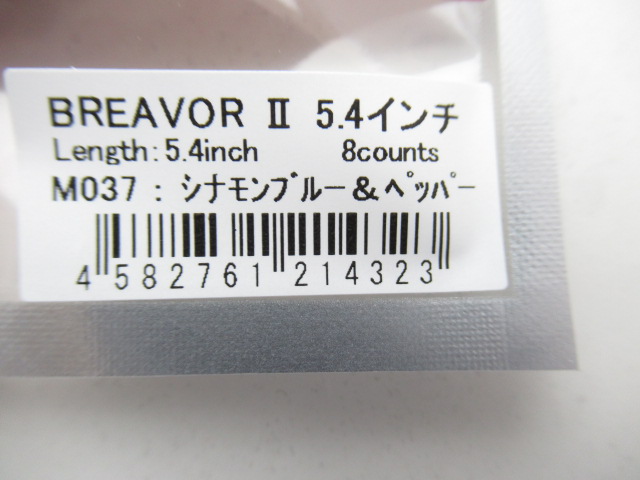 BREAVOR Ⅱ 5.4インチ
Length:5.4inch 8counts
M037 : シナモンブルー&ペッパー
4 582761 214323